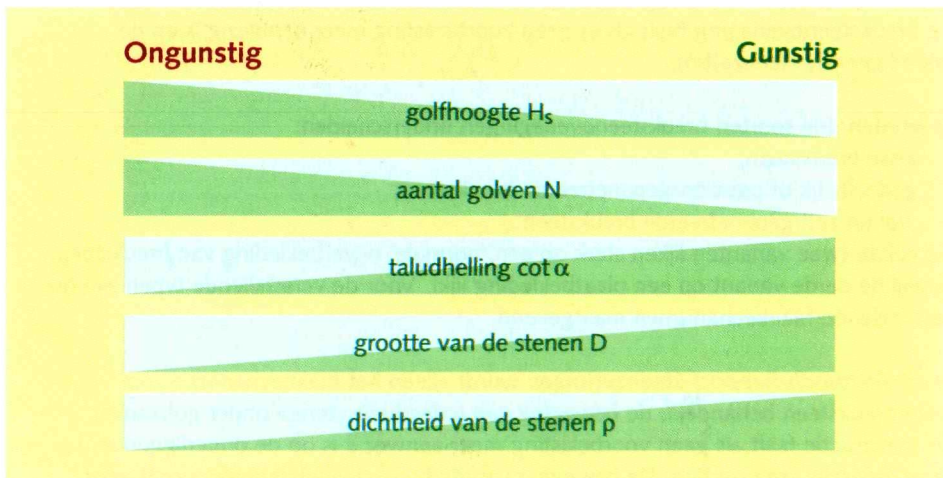 Ongunstig Gunstig
golfhoogte Hₛ
aantal golven N
taludhelling cot α
grootte van de stenen D
dichtheid van de stenen ρ